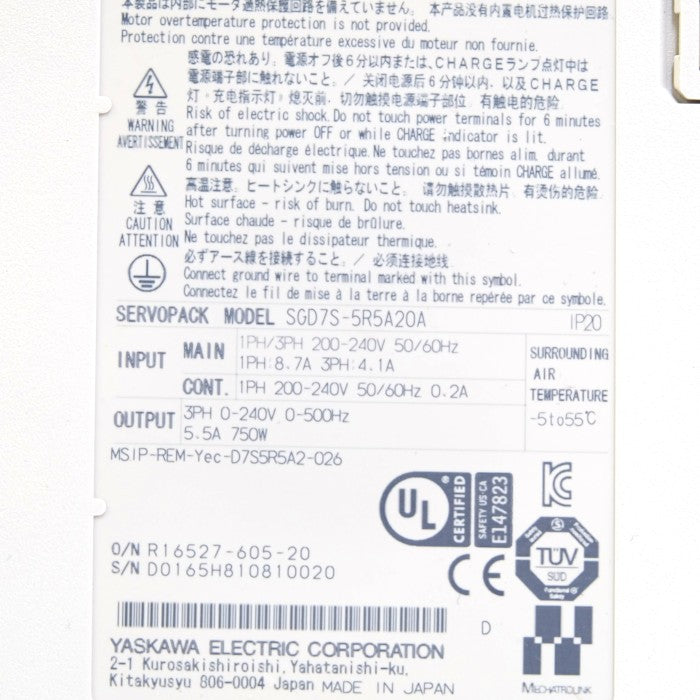 本製品は内部にモータ過熱保護回路を備えていません。本产品没有内置电机过热保护回路
Motor overtemperature protection is not provided.
Protection contre une température excessive du moteur non fournie.
感電の恐れあり。電源オフ後6分以内または、CHARGEランプ点灯中は
電源端子部に触れないこと。／ 关闭电源后6分钟以内，以及CHARGE
灯（充电指示灯）熄灭前，切勿触摸电源端子部位，有触电的危险
警告
WARNING
AVERTISSEMENT
Risk of electric shock. Do not touch power terminals for 6 minutes
after turning power OFF or while CHARGE indicator is lit.
Risque de décharge électrique. Ne touchez pas bornes alim. durant
6 minutes qui suivent mise hors tension ou si témoin CHARGE allumé.
高温注意。ヒートシンクに触らないこと。 请勿触摸散热片，有烫伤的危险
注意
CAUTION
ATTENTION
Hot surface - risk of burn. Do not touch heatsink.
Surface chaude - risque de brûlure.
Ne touchez pas le dissipateur thermique.
必ずアース線を接続すること。／ 必须连接地线
Connect ground wire to terminal marked with this symbol.
Connectez le fil de mise à la terre à la borne repérée par ce symbole.
SERVOPACK MODEL SGD7S-5R5A20A IP20
INPUT
MAIN
1PH/3PH 200-240V 50/60Hz
1PH:8.7A 3PH:4.1A
CONT.
1PH 200-240V 50/60Hz 0.2A
OUTPUT
3PH 0-240V 0-500Hz
5.5A 750W
SURROUNDING
AIR
TEMPERATURE
-5to55℃
MSIP-REM-Yec-D7S5R5A2-026
UL
CERTIFIED
SAFETY US-CA
E147823
KC
O/N R16527-605-20
S/N D0165H810810020
CE
TÜV
SÜD
Functional
Safety
D
YASKAWA ELECTRIC CORPORATION
2-1 Kurosakishiroishi, Yahatanishi-ku,
Kitakyusyu 806-0004 Japan MADE IN JAPAN
MECHATROLINK